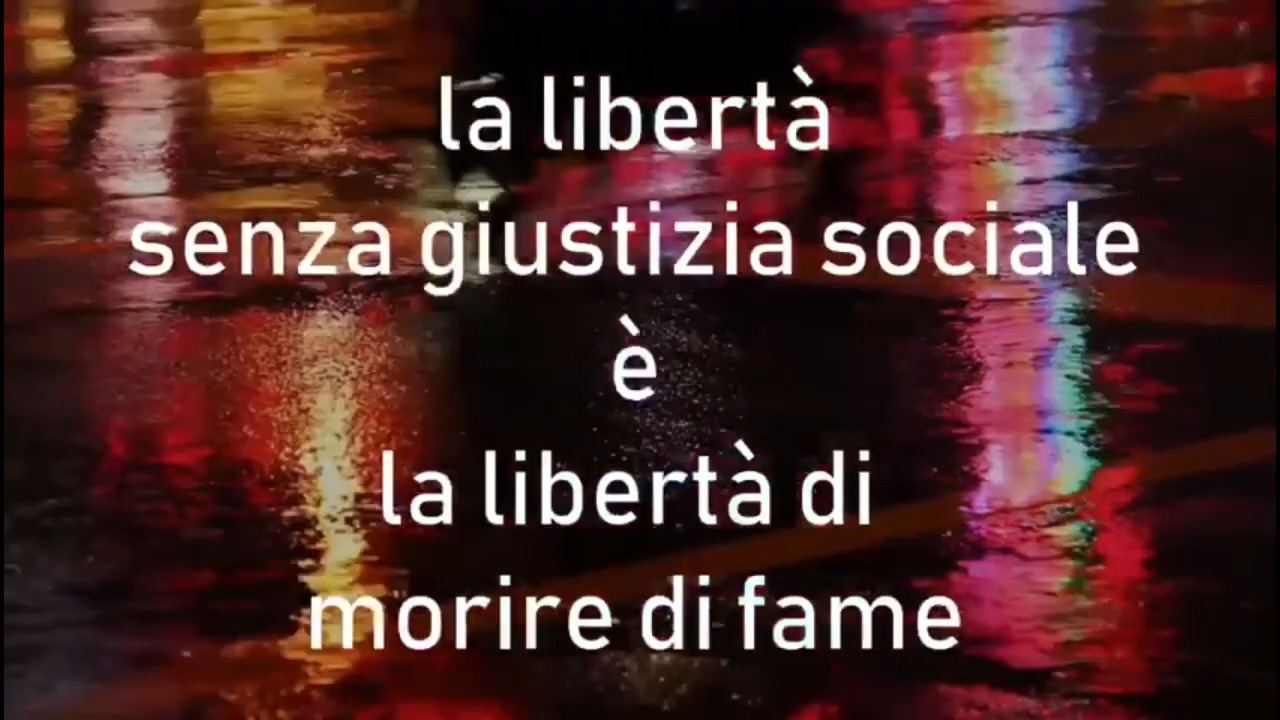 la libertà
senza giustizia sociale
è
la libertà di
morire di fame